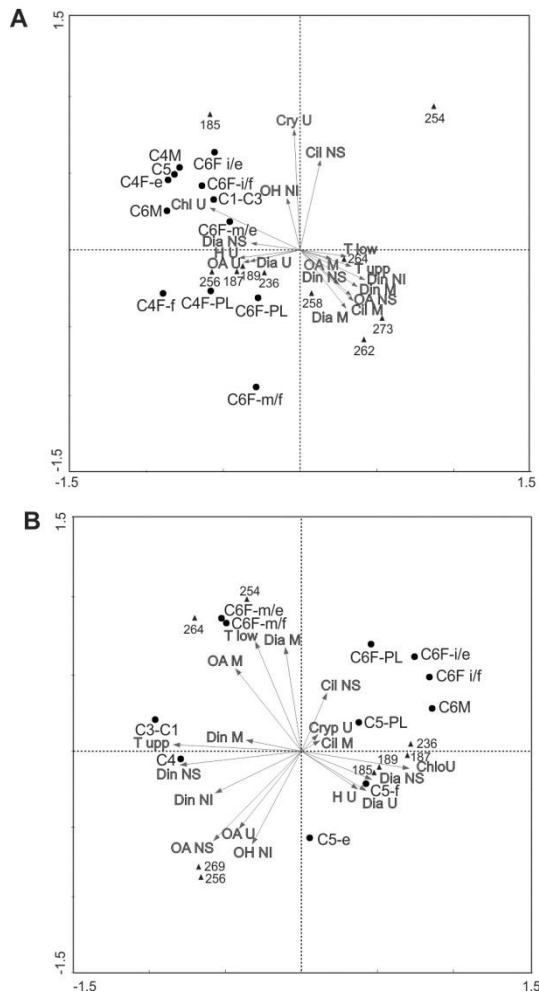 A
1.5
185
254
Cry U
Cil NS
C4M
C6F i/e
C5
C4F-e
C6F-i/f
OH NI
C1-C3
C6M
Chl U
C6F-m/e
Dia NS
T low
H U
264
OA U
Dia U
OA M
T upp
256
187
189
236
Din NS
Din NI
Din M
C4F-f
C4F-PL
C6F-PL
258
OA NS
Cil M
Dia M
273
262
C6F-m/f
-1.5
-1.5
1.5
B
1.5
254
264
C6F-m/e
C6F-m/f
T low
Dia M
C6F-PL
C6F-i/e
OA M
C6F i/f
Cil NS
C6M
C3-C1
C5-PL
Cryp U
T upp
Din M
Cil M
236
C4
187
Din NS
189
ChloU
185
Dia NS
Din NI
H U
C5-f
Dia U
OA U
OA NS
OH NI
C5-e
269
256
-1.5
-1.5
1.5